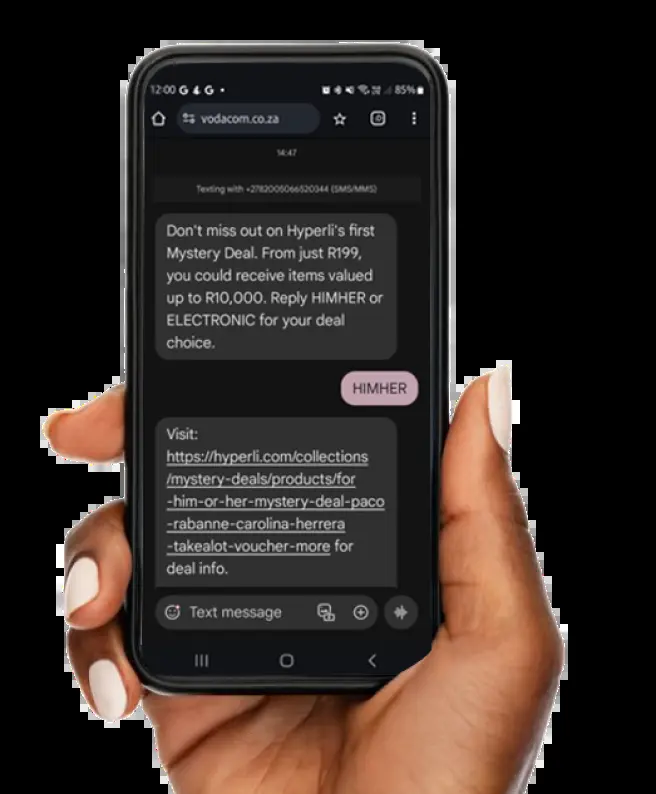 12:00 G G
85%
vodacom.co.za
14:47
Texting with +2782005066520344 (SMS/MMS)
Don't miss out on Hyperli's first
Mystery Deal. From just R199,
you could receive items valued
up to R10,000. Reply HIMHER or
ELECTRONIC for your deal
choice.
HIMHER
Visit:
https://hyperli.com/collections
/mystery-deals/products/for
-him-or-her-mystery-deal-paco
-rabanne-carolina-herrera
-takealot-voucher-more for
deal info.
Text message